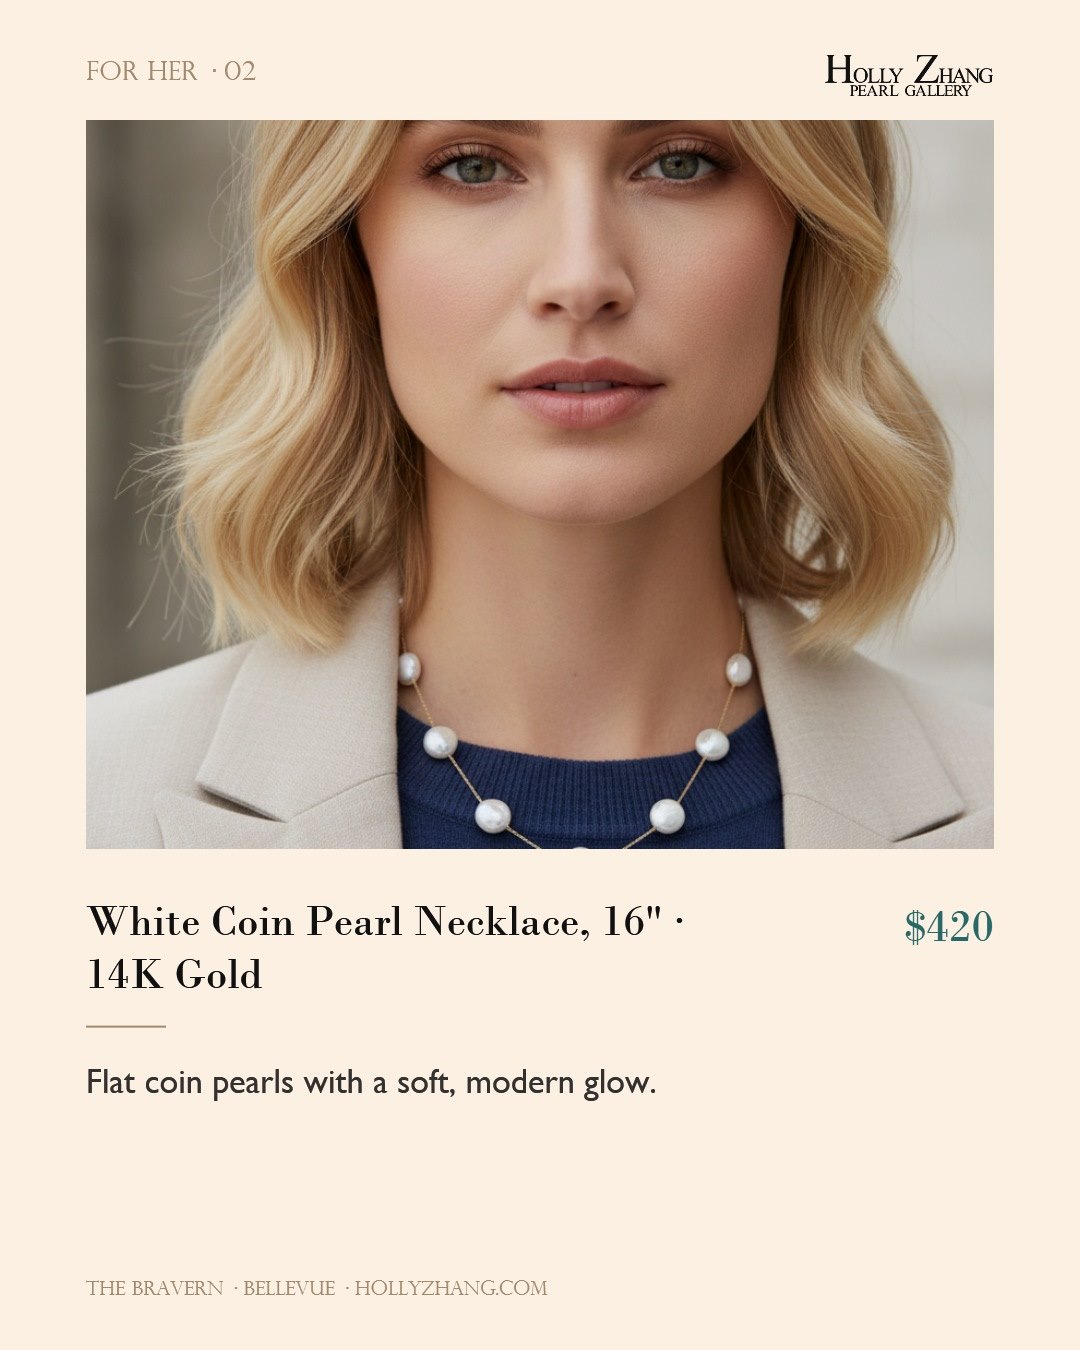 FOR HER · 02
HOLLY ZHANG
PEARL GALLERY
White Coin Pearl Necklace, 16" ·
14K Gold
$420
Flat coin pearls with a soft, modern glow.
THE BRAVERN · BELLEVUE · HOLLYZHANG.COM